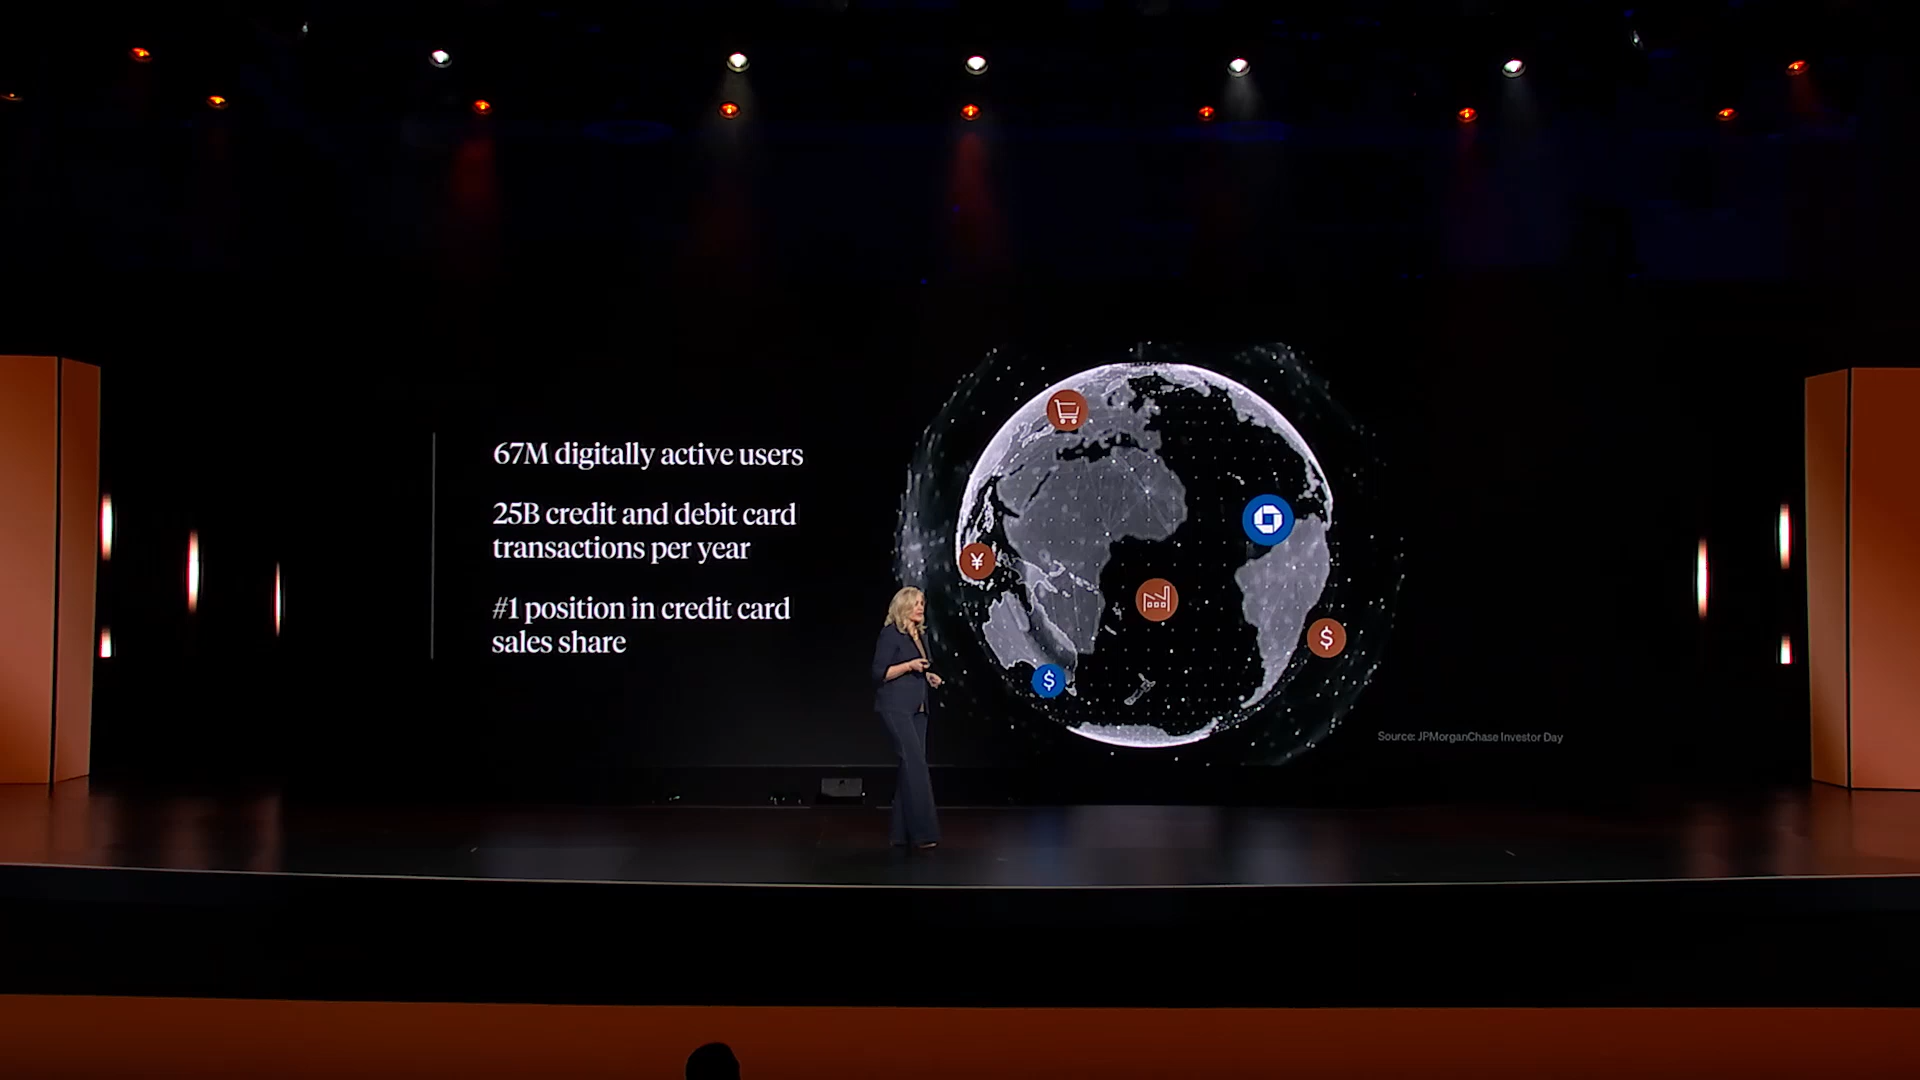 67M digitally active users
25B credit and debit card
transactions per year
#1 position in credit card
sales share
¥
$
$
Source: JPMorganChase Investor Day